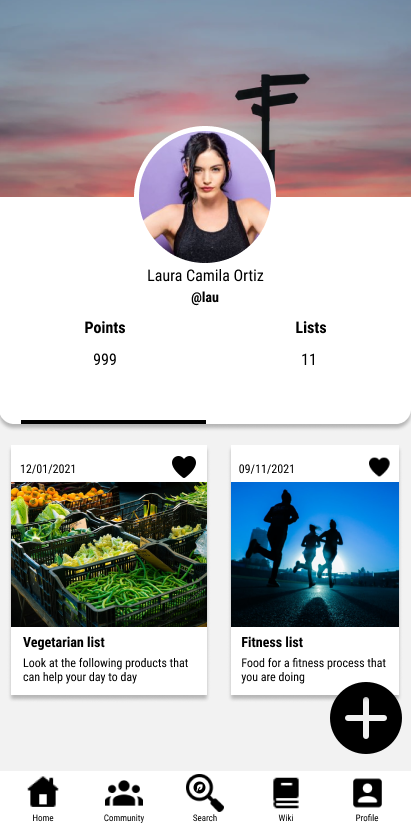 Laura Camila Ortiz
@lau
Points
Lists
999
11
12/01/2021
09/11/2021
Vegetarian list
Look at the following products that
can help your day to day
Fitness list
Food for a fitness process that
you are doing
Home
Community
Search
Wiki
Profile